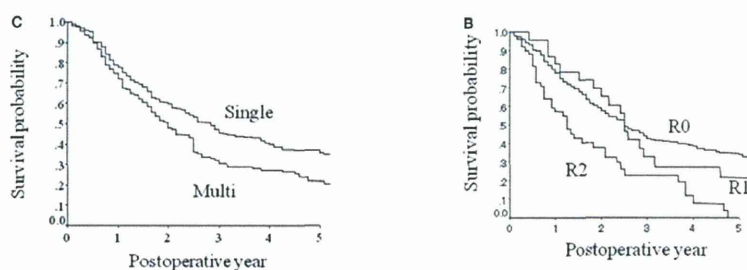 C
Survival probability
1.0
.9
.8
.7
.6
.5
.4
.3
.2
.1
0.0
Single
Multi
0 1 2 3 4 5
Postoperative year
B
Survival probability
1.0
.9
.8
.7
.6
.5
.4
.3
.2
.1
0.0
R0
R2
R1
0 1 2 3 4 5
Postoperative year